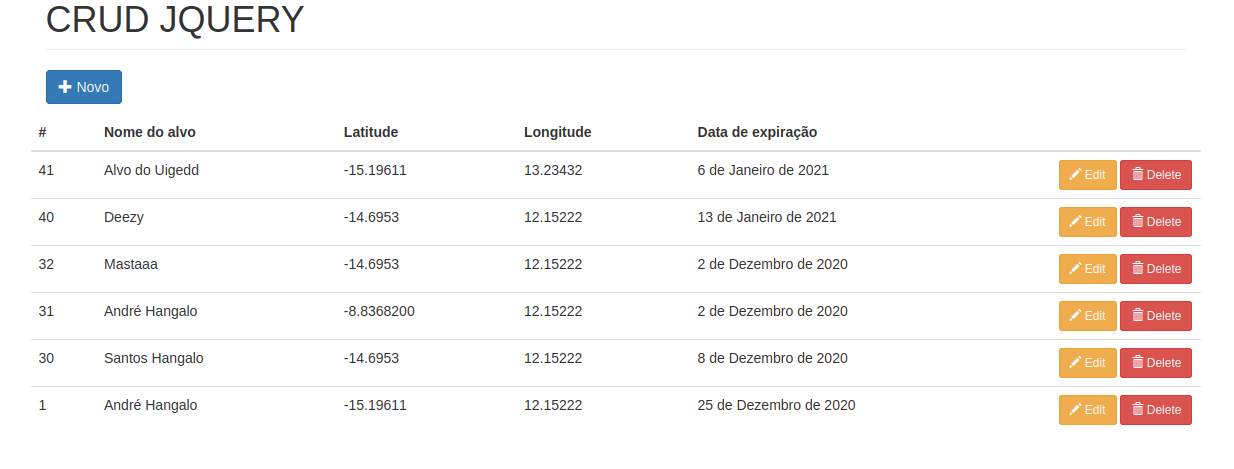 CRUD JQUERY
Novo
# Nome do alvo Latitude Longitude Data de expiração
41 Alvo do Uigedd -15.19611 13.23432 6 de Janeiro de 2021 Edit Delete
40 Deezy -14.6953 12.15222 13 de Janeiro de 2021 Edit Delete
32 Mastaaa -14.6953 12.15222 2 de Dezembro de 2020 Edit Delete
31 André Hangalo -8.8368200 12.15222 2 de Dezembro de 2020 Edit Delete
30 Santos Hangalo -14.6953 12.15222 8 de Dezembro de 2020 Edit Delete
1 André Hangalo -15.19611 12.15222 25 de Dezembro de 2020 Edit Delete